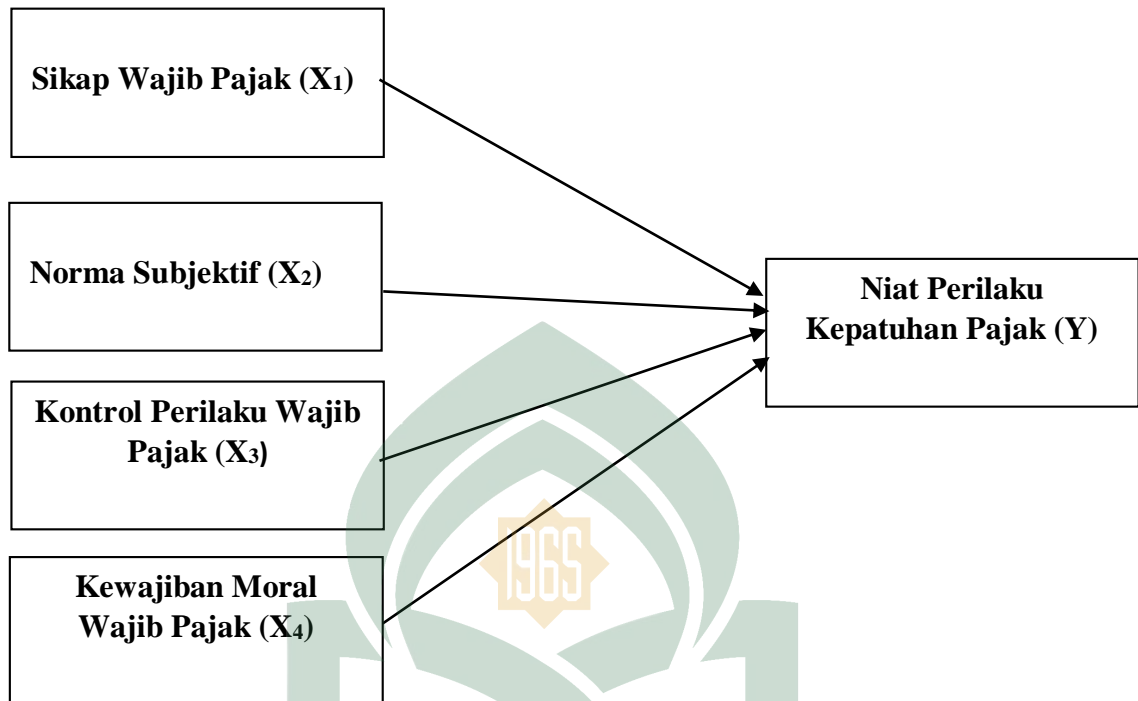 Sikap Wajib Pajak (X₁)
Norma Subjektif (X₂)
Kontrol Perilaku Wajib
Pajak (X₃)
Kewajiban Moral
Wajib Pajak (X₄)
Niat Perilaku
Kepatuhan Pajak (Y)
1965